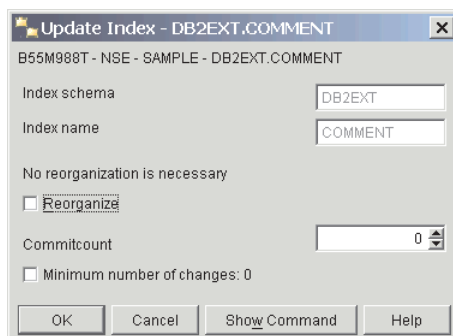 Update Index - DB2EXT.COMMENT
B55M988T - NSE - SAMPLE - DB2EXT.COMMENT
Index schema DB2EXT
Index name COMMENT
No reorganization is necessary
Reorganize
Commitcount 0
Minimum number of changes: 0
OK Cancel Show Command Help